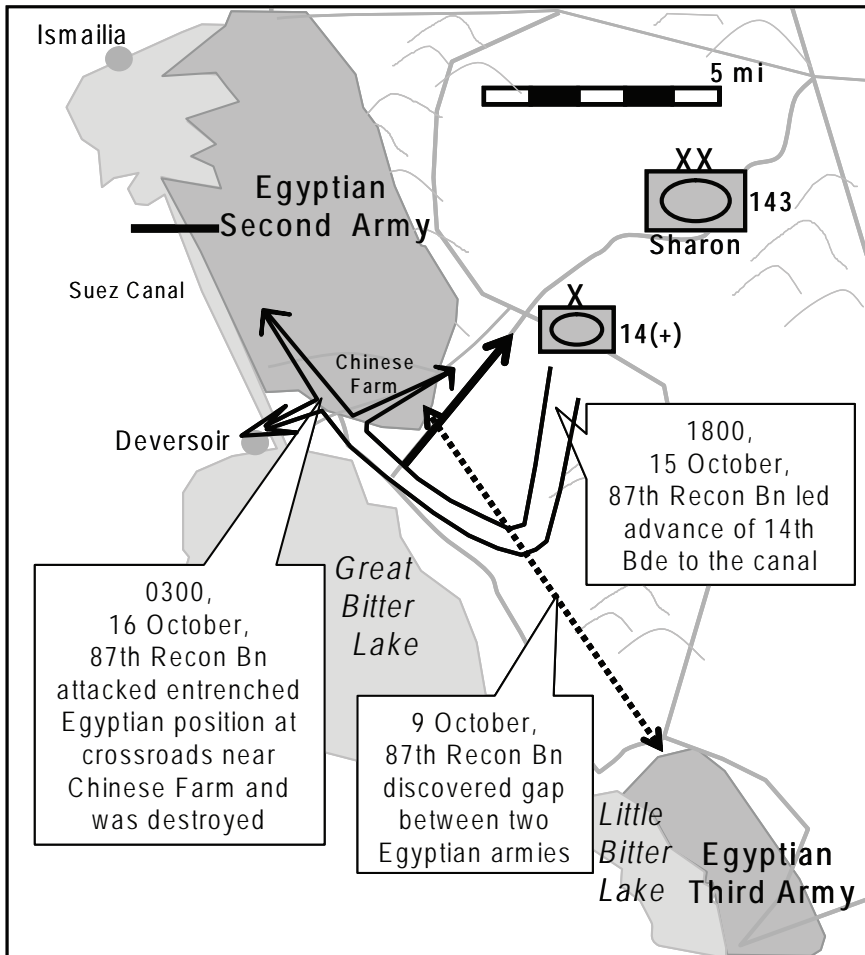 Ismailia
5 mi
XX
143
Sharon
Egyptian
Second Army
Suez Canal
X
14(+)
Chinese
Farm
Deversoir
1800,
15 October,
87th Recon Bn led
advance of 14th
Bde to the canal
Great
Bitter
Lake
0300,
16 October,
87th Recon Bn
attacked entrenched
Egyptian position at
crossroads near
Chinese Farm and
was destroyed
9 October,
87th Recon Bn
discovered gap
between two
Egyptian armies
Little
Bitter
Lake
Egyptian
Third Army